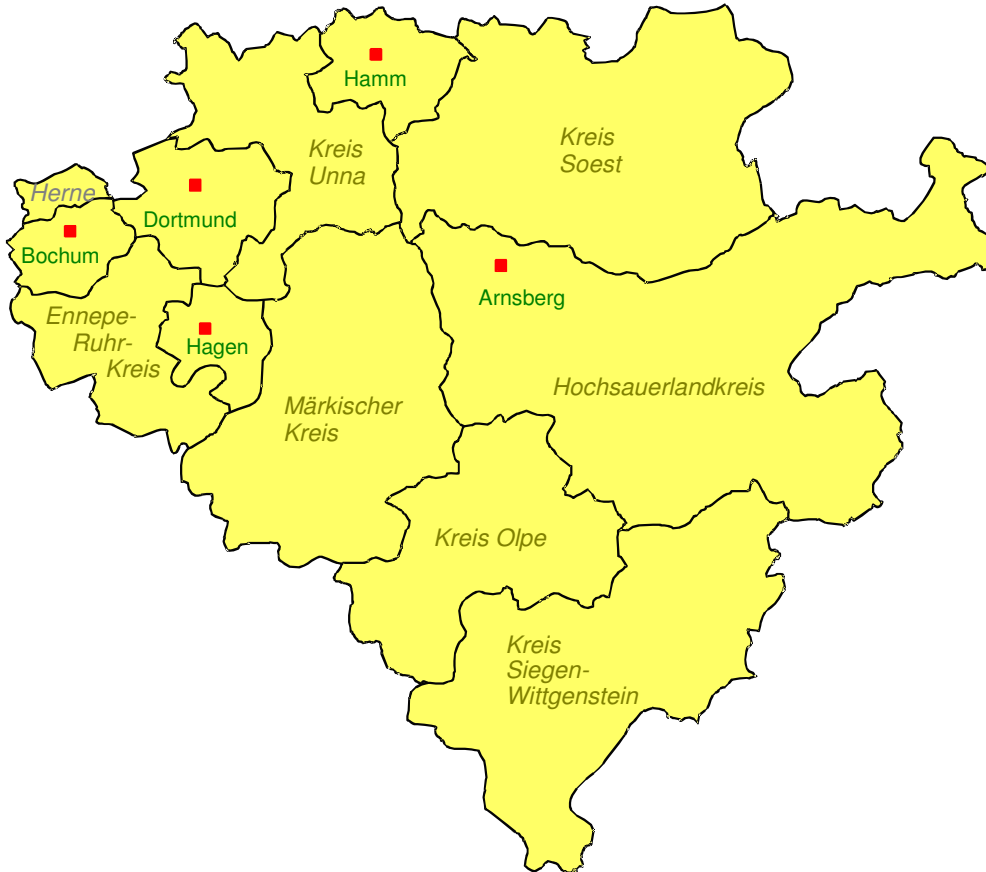 Hamm
Kreis
Unna
Kreis
Soest
Herne
Dortmund
Bochum
Arnsberg
Ennepe-
Ruhr-
Kreis
Hagen
Hochsauerlandkreis
Märkischer
Kreis
Kreis Olpe
Kreis
Siegen-
Wittgenstein